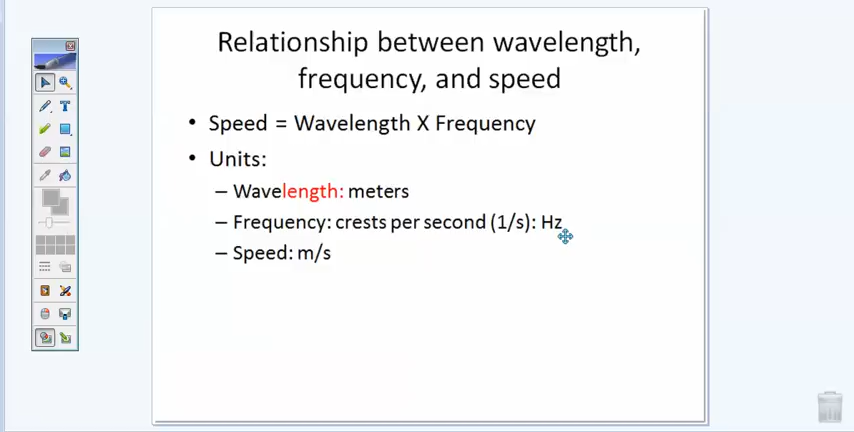 Relationship between wavelength,
frequency, and speed
• Speed = Wavelength X Frequency
• Units:
– Wavelength: meters
– Frequency: crests per second (1/s): Hz
– Speed: m/s